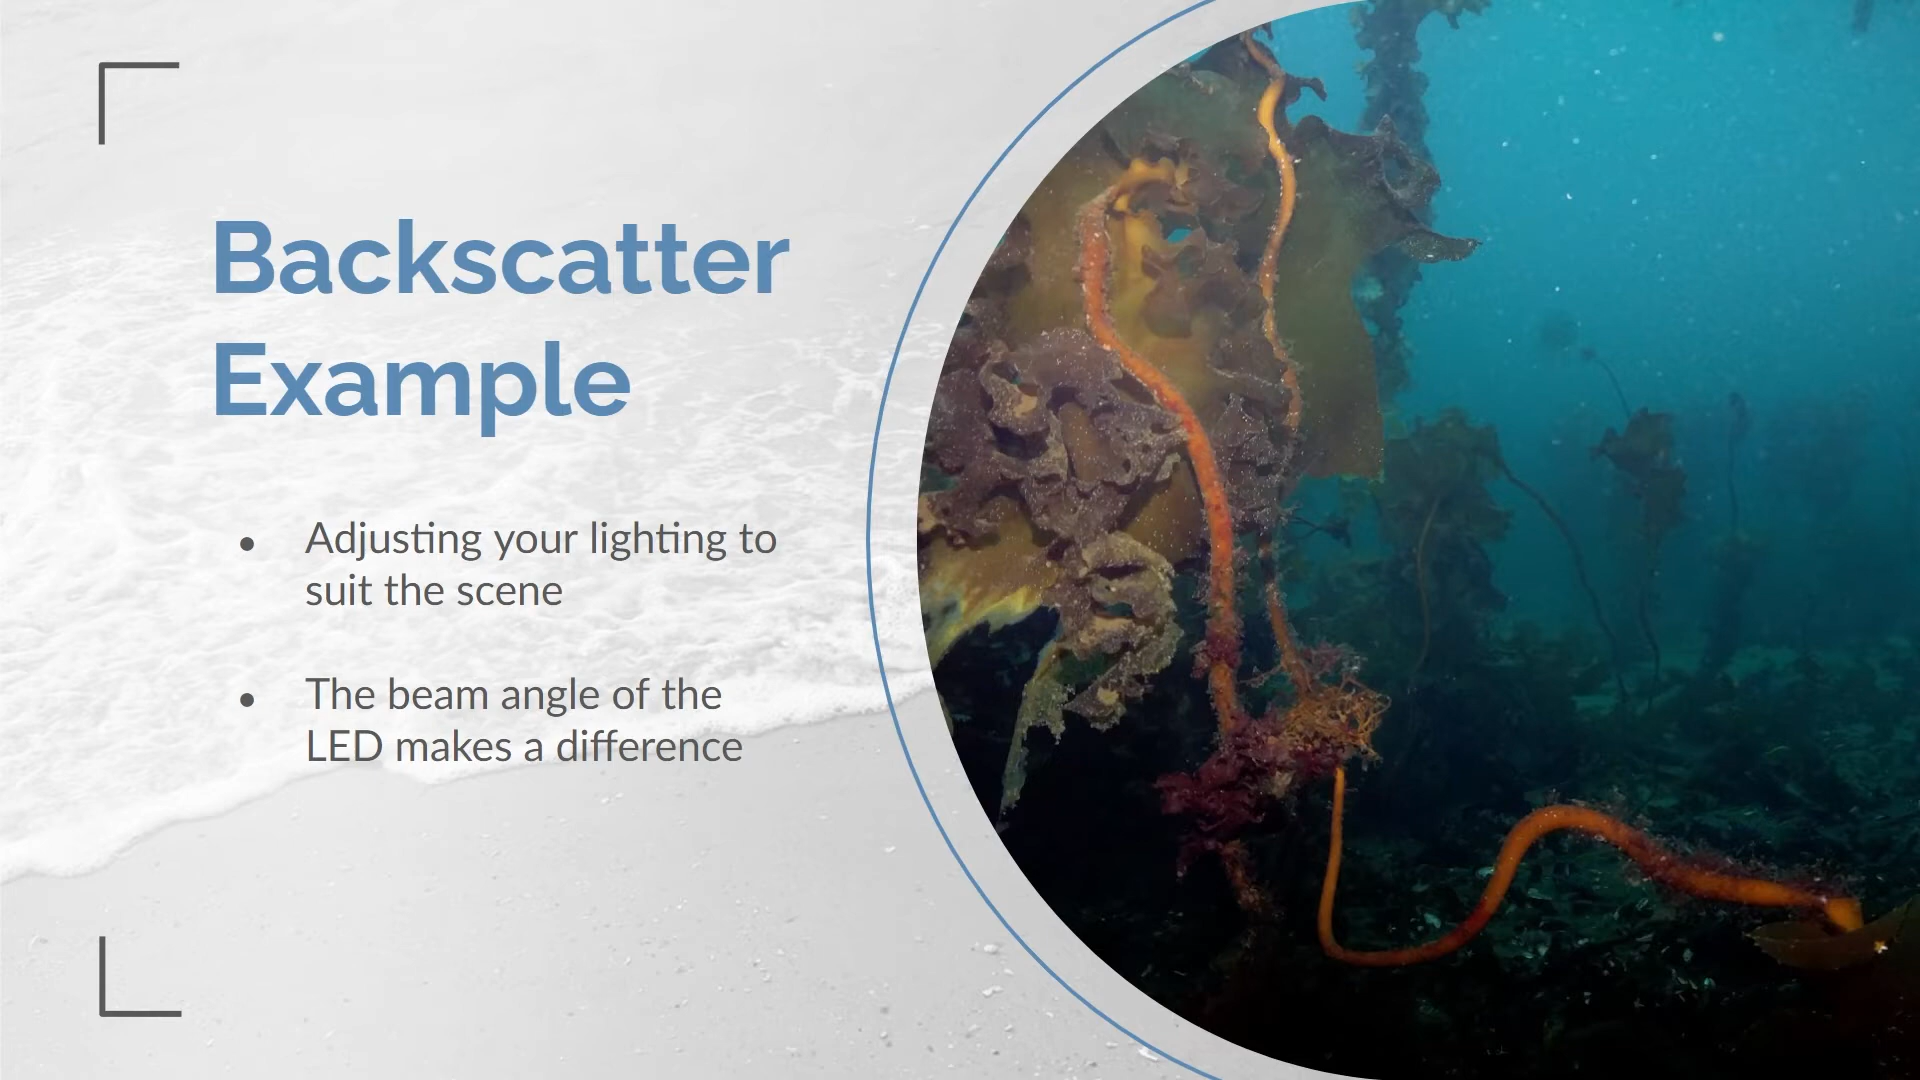 Backscatter
Example
• Adjusting your lighting to
suit the scene
• The beam angle of the
LED makes a difference